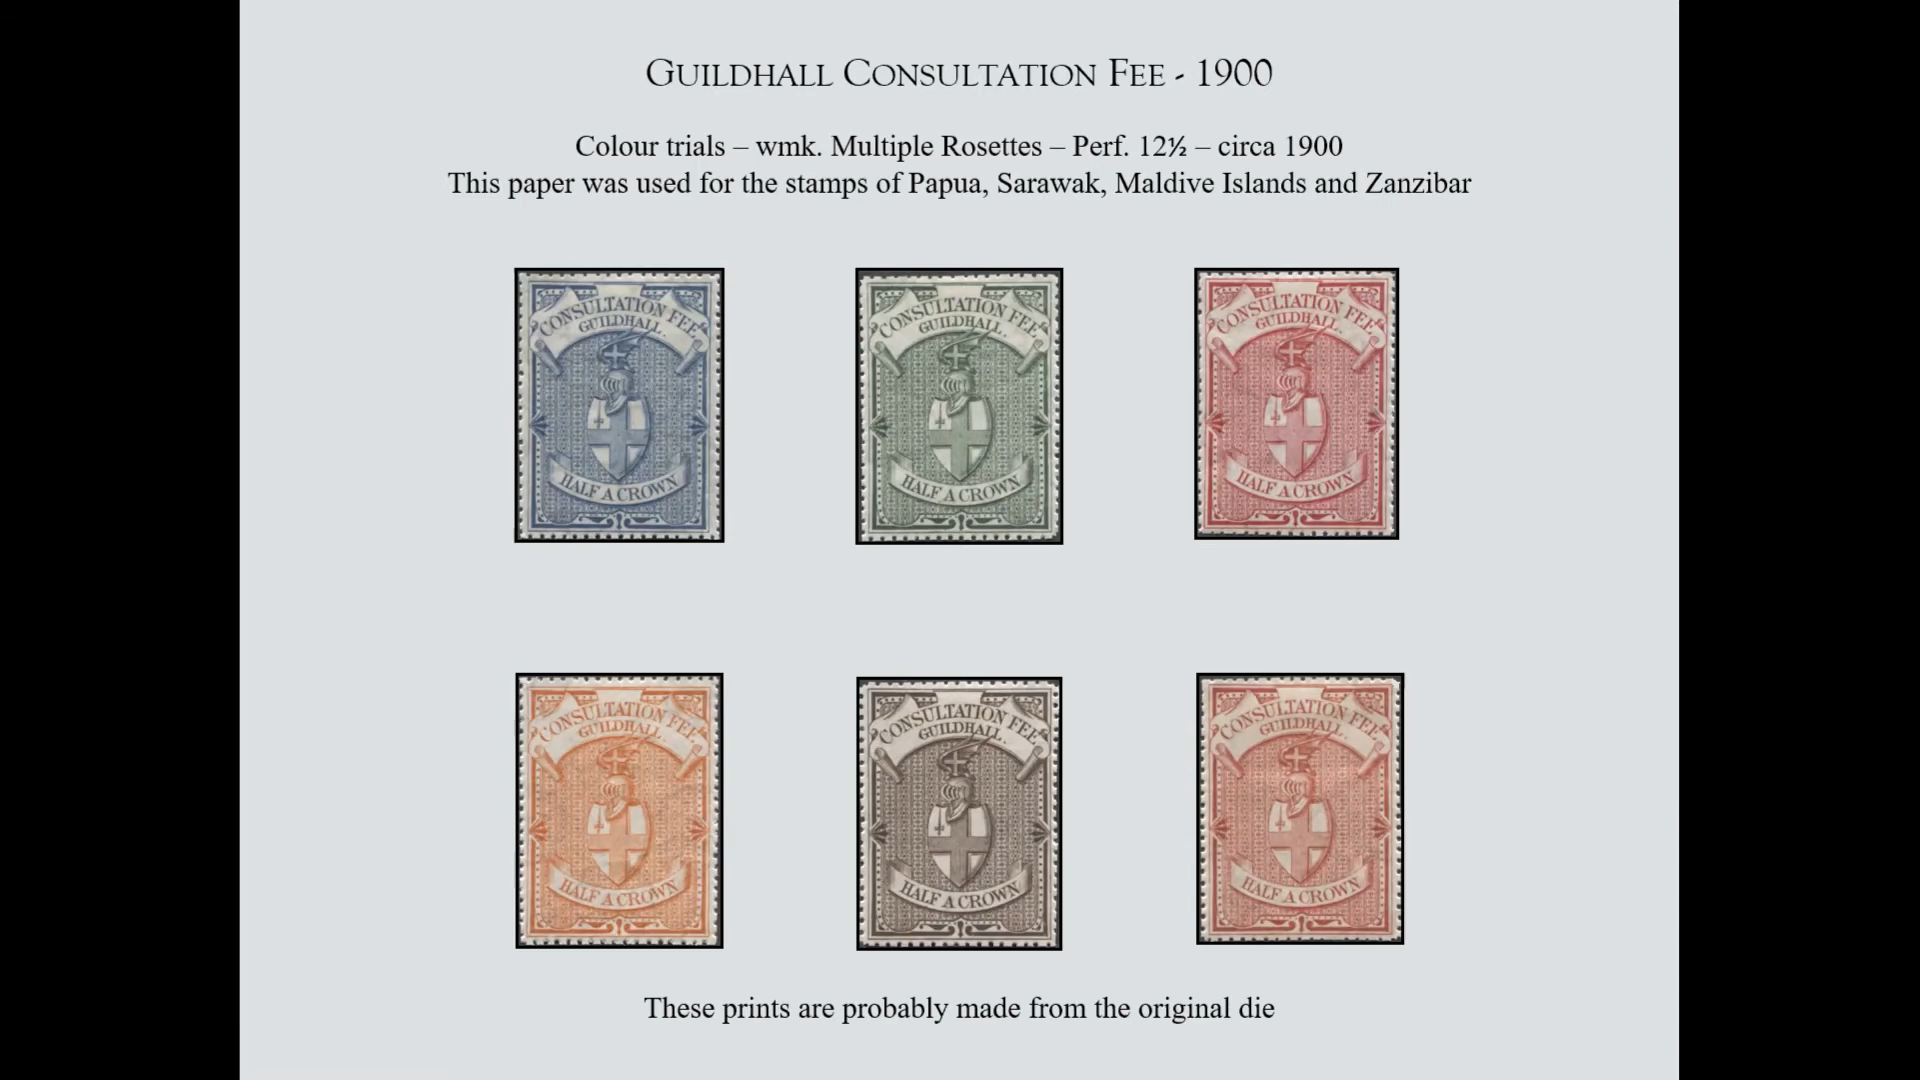 GUILDHALL CONSULTATION FEE - 1900
Colour trials – wmk. Multiple Rosettes – Perf. 12½ – circa 1900
This paper was used for the stamps of Papua, Sarawak, Maldive Islands and Zanzibar
CONSULTATION FEE
GUILDHALL.
HALF A CROWN
CONSULTATION FEE
GUILDHALL.
HALF A CROWN
CONSULTATION FEE
GUILDHALL.
HALF A CROWN
CONSULTATION FEE
GUILDHALL.
HALF A CROWN
CONSULTATION FEE
GUILDHALL.
HALF A CROWN
CONSULTATION FEE
GUILDHALL.
HALF A CROWN
These prints are probably made from the original die